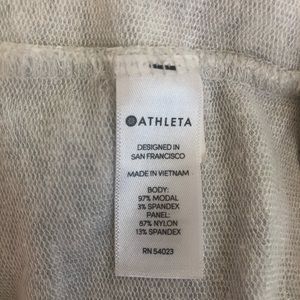 ATHLETA
DESIGNED IN
SAN FRANCISCO
MADE IN VIETNAM
BODY:
97% MODAL
3% SPANDEX
PANEL:
87% NYLON
13% SPANDEX
RN 54023